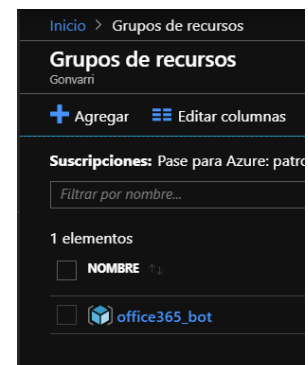 Inicio > Grupos de recursos
Grupos de recursos
Gonvarri
Agregar Editar columnas
Suscripciones: Pase para Azure: patro
Filtrar por nombre...
1 elementos
NOMBRE ↑↓
office365_bot